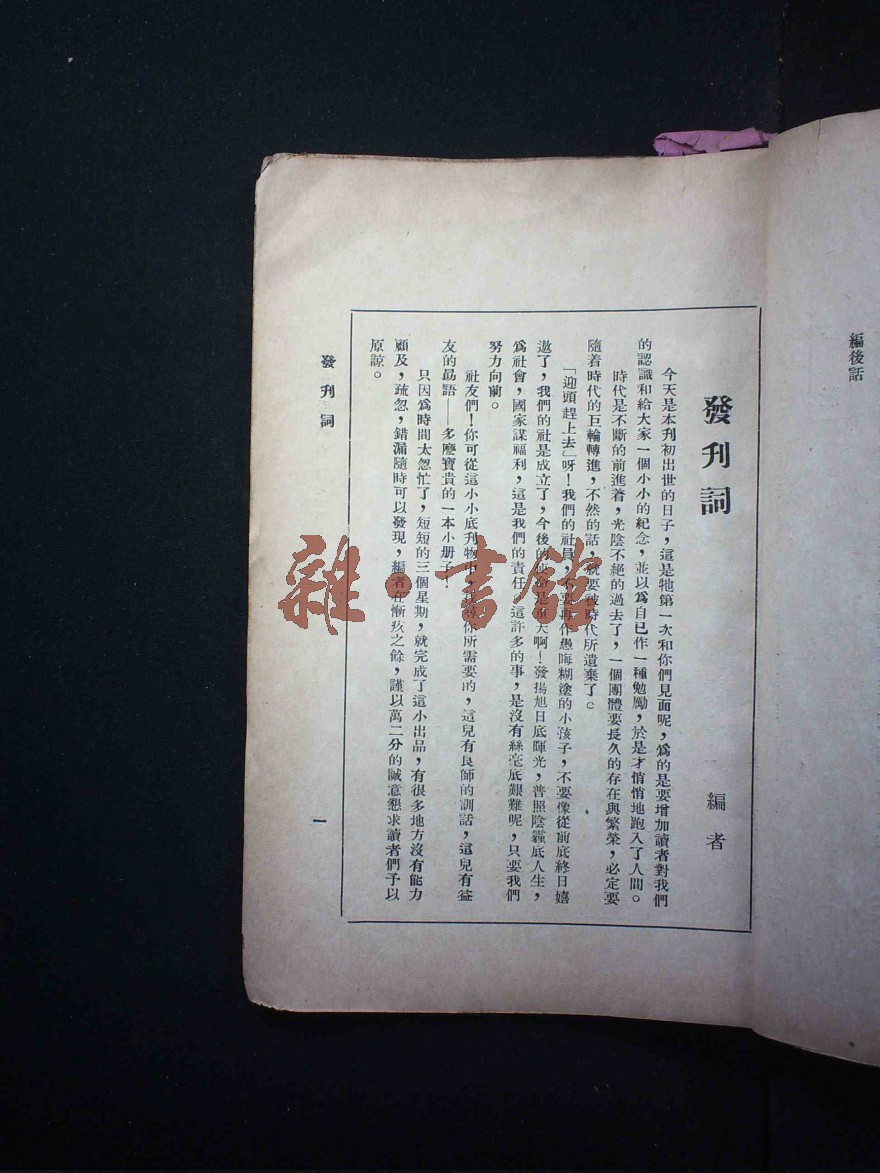 編後話
發刊詞
編者
今天是本刊初出世的日子，這是牠第一次和你們見面呢，爲的是要增加讀者對我們
的認識和給大家一個小小的紀念，並以爲自己作一種勉勵，於是才悄悄地跑入了人間。
時代是不斷的前進着，光陰不絕的過去了，一個團體要長久的存在與繁榮，必定要
隨着時代的巨輪轉進，不然的話，就要被時代所遺棄了。
「迎頭趕上去」呀！我們的社員，不要再作愚晦糊塗的小孩子，不要像從前底終日嬉
遨了，我們的社是成立了，今後的使命是重大啊！發揚旭日底暉光，普照陰霾底人生，
爲社會，國家謀福利，這是我們的責任，這許多的事，是沒有絲毫底艱難呢，只要我們
努力向前。
社友們！你可從這小小底刊物中，你所需要的，這兒有良師的訓話，這兒有益
友的勗語——多麼寶貴的一本小册子！
只因爲時間太忽忙了，短短的三個星期，就完成了這小出品，有很多地方沒有能力
顧及，疏忽，錯漏隨時可以發現，編者在慚疚之餘，謹以萬二分的誠意懇求讀者們予以
原諒。
發刊詞
一
雜·書館